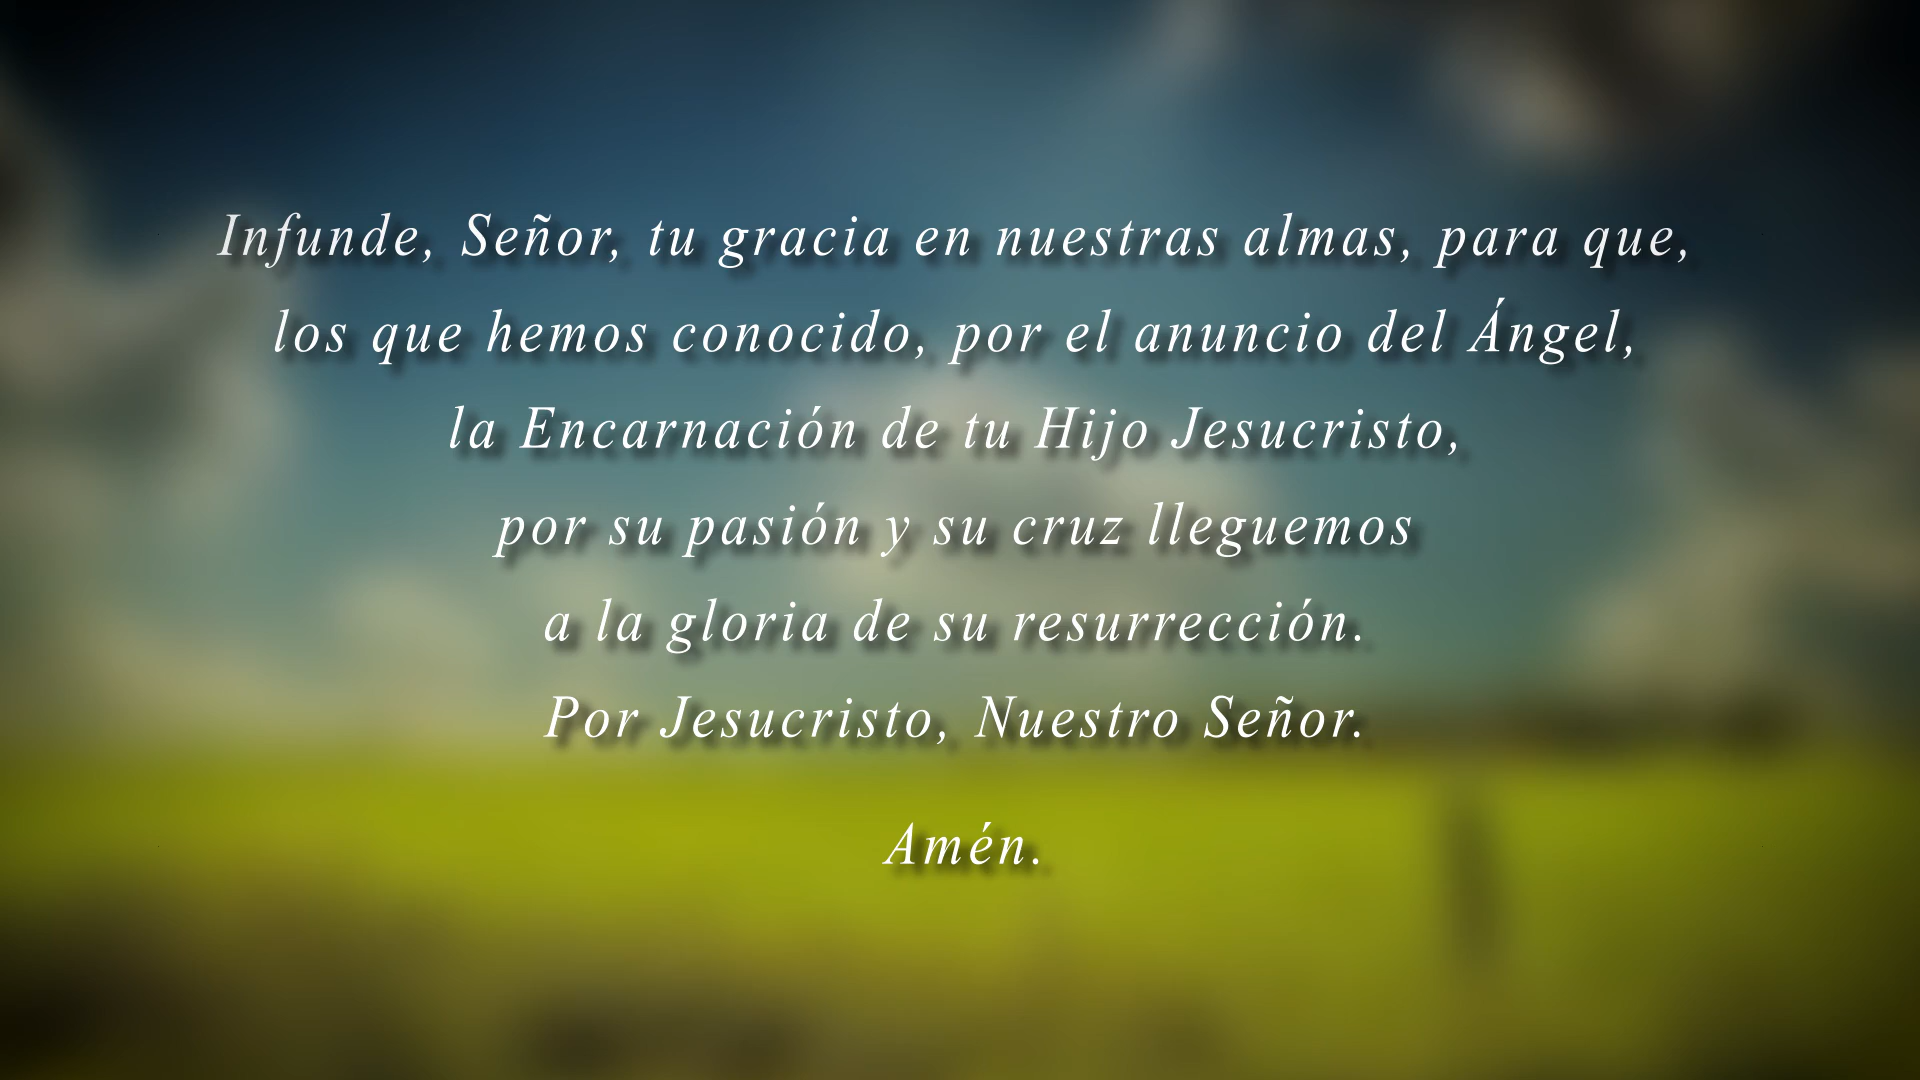 Infunde, Señor, tu gracia en nuestras almas, para que,
los que hemos conocido, por el anuncio del Ángel,
la Encarnación de tu Hijo Jesucristo,
por su pasión y su cruz lleguemos
a la gloria de su resurrección.
Por Jesucristo, Nuestro Señor.
Amén.